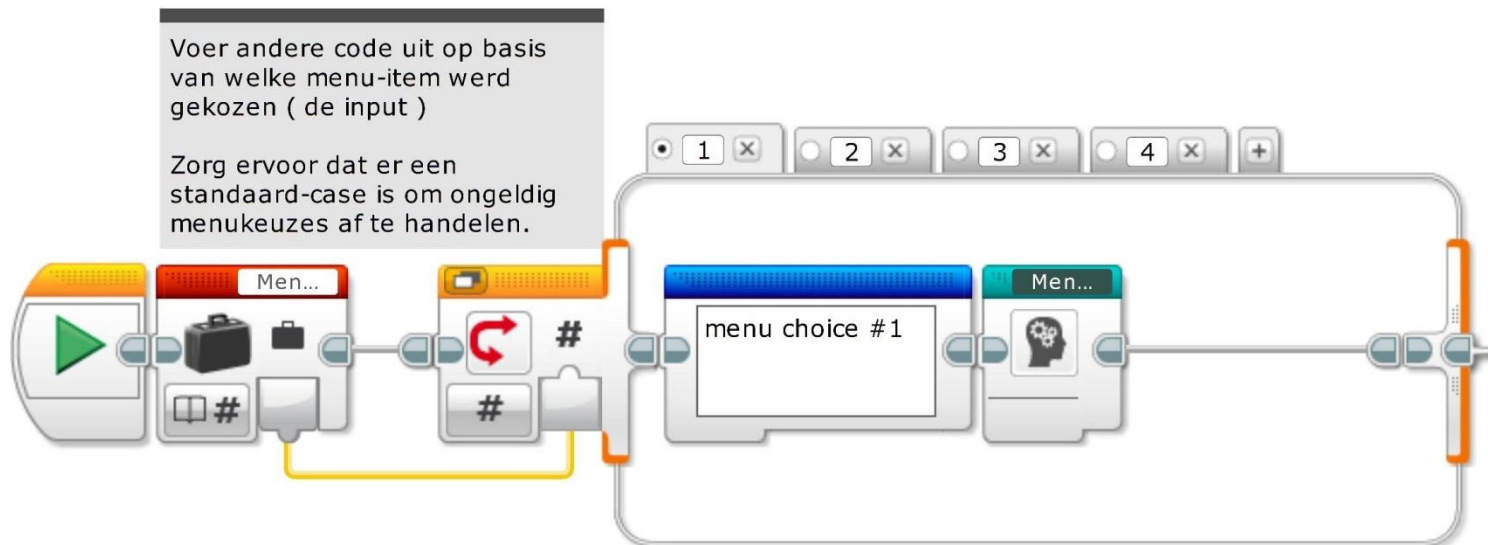 Voer andere code uit op basis
van welke menu-item werd
gekozen ( de input )
Zorg ervoor dat er een
standaard-case is om ongeldig
menukeuzes af te handelen.
1
2
3
4
+
Men...
#
#
#
menu choice #1
Men...